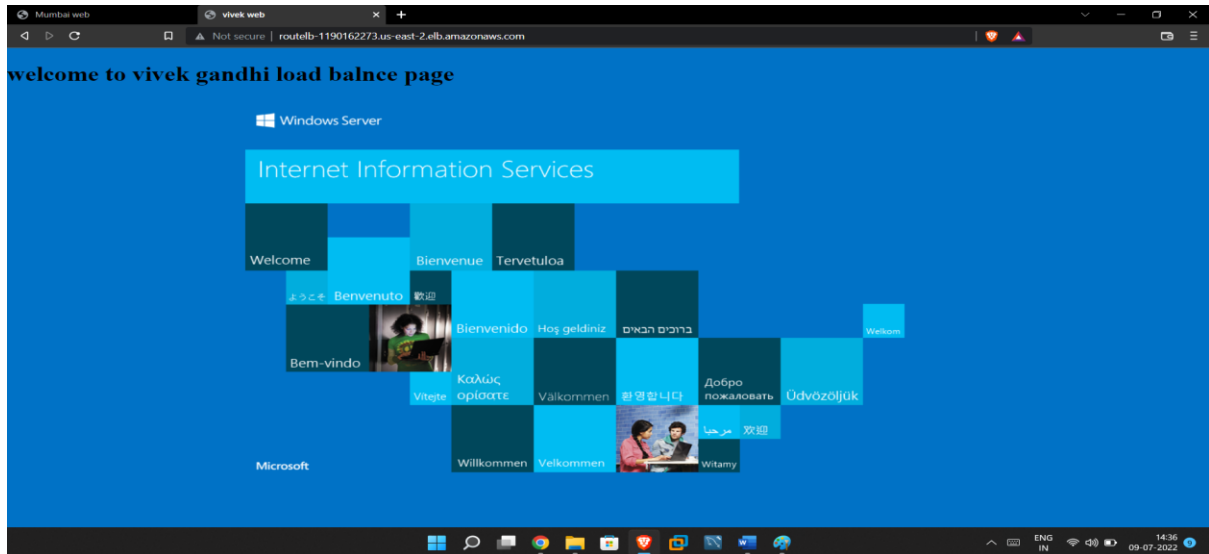 Mumbai web
vivek web
Not secure | routelb-1190162273.us-east-2.elb.amazonaws.com
welcome to vivek gandhi load balnce page
Windows Server
Internet Information Services
Welcome
Bienvenue
Tervetuloa
ようこそ
Benvenuto
歡迎
Bienvenido
Hoş geldiniz
ברוכים הבאים
Welkom
Bem-vindo
Vítejte
Καλώς
ορίσατε
Välkommen
환영합니다
Добро
пожаловать
Üdvözöljük
مرحبا
欢迎
Microsoft
Willkommen
Velkommen
Witamy
ENG
IN
14:36
09-07-2022